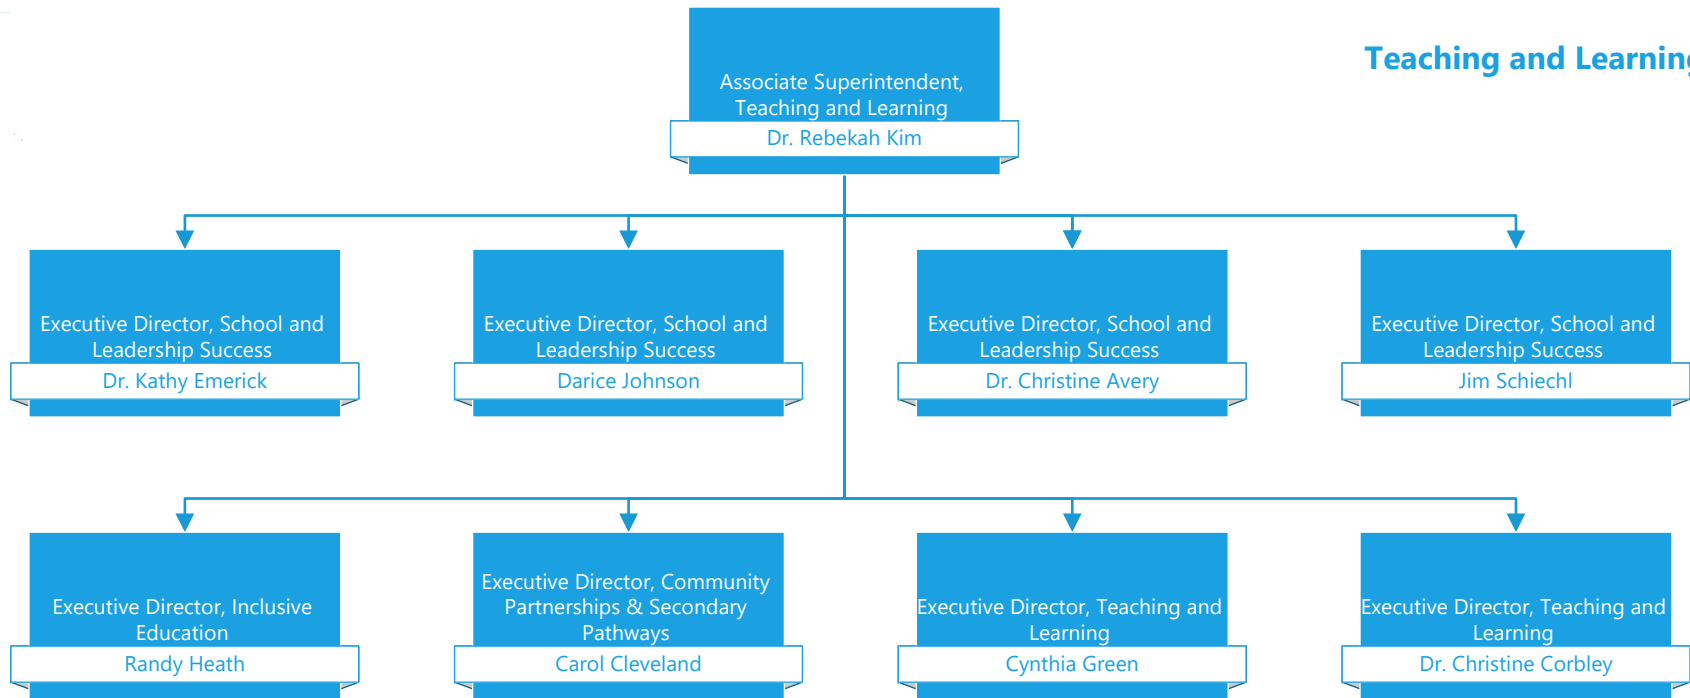 Teaching and Learning
Associate Superintendent,
Teaching and Learning
Dr. Rebekah Kim
Executive Director, School and
Leadership Success
Dr. Kathy Emerick
Executive Director, School and
Leadership Success
Darice Johnson
Executive Director, School and
Leadership Success
Dr. Christine Avery
Executive Director, School and
Leadership Success
Jim Schiechl
Executive Director, Inclusive
Education
Randy Heath
Executive Director, Community
Partnerships & Secondary
Pathways
Carol Cleveland
Executive Director, Teaching and
Learning
Cynthia Green
Executive Director, Teaching and
Learning
Dr. Christine Corbley